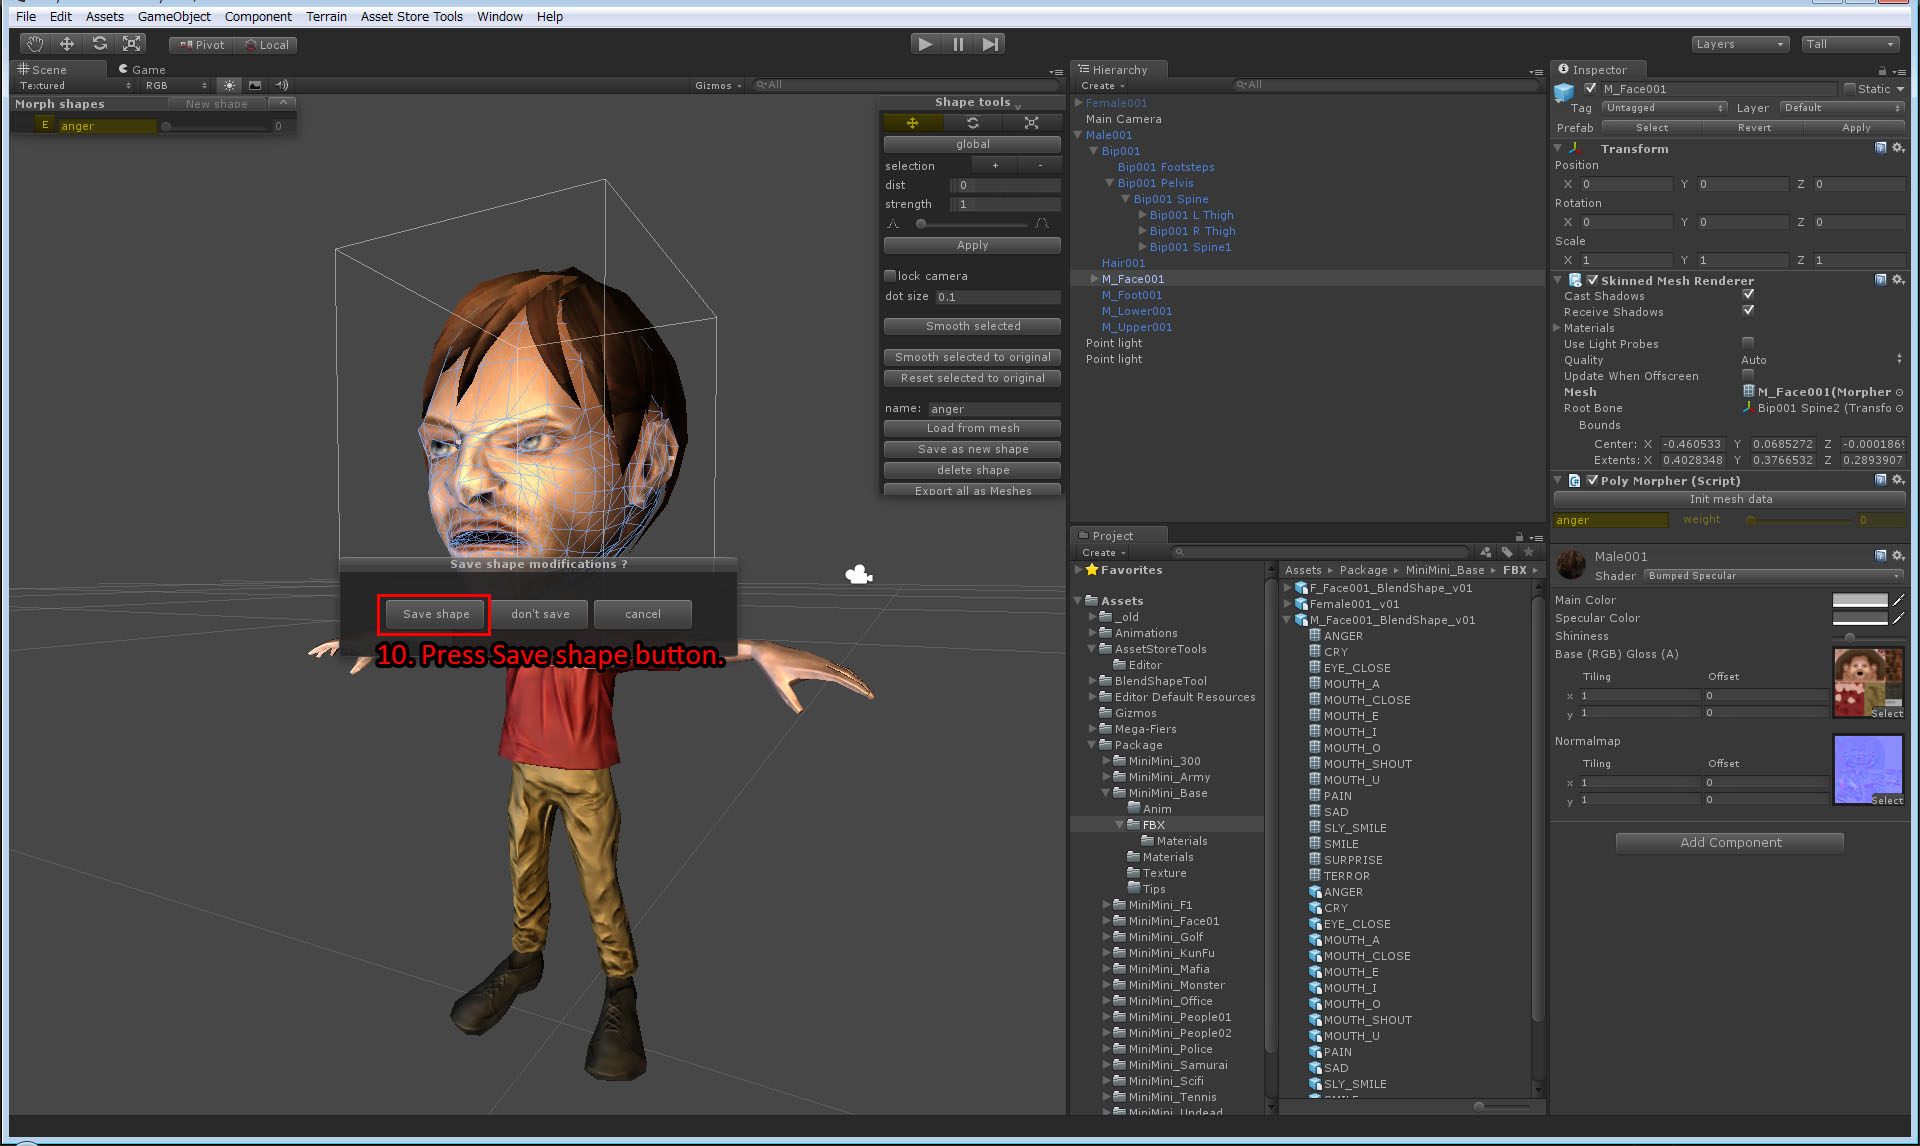 File Edit Assets GameObject Component Terrain Asset Store Tools Window Help
Pivot Local
Layers Tall
Scene Game
Textured RGB Gizmos All
Morph shapes New shape
E anger 0
Shape tools
global
selection + -
dist 0
strength 1
Apply
lock camera
dot size 0.1
Smooth selected
Smooth selected to original
Reset selected to original
name: anger
Load from mesh
Save as new shape
delete shape
Export all as Meshes
Save shape modifications ?
Save shape don't save cancel
10. Press Save shape button.
Hierarchy
Create All
Female001
Main Camera
Male001
Bip001
Bip001 Footsteps
Bip001 Pelvis
Bip001 Spine
Bip001 L Thigh
Bip001 R Thigh
Bip001 Spine1
Hair001
M_Face001
M_Foot001
M_Lower001
M_Upper001
Point light
Point light
Project
Create
Favorites
Assets
_old
Animations
AssetStoreTools
Editor
BlendShapeTool
Editor Default Resources
Gizmos
Mega-Fiers
Package
MiniMini_300
MiniMini_Army
MiniMini_Base
Anim
FBX
Materials
Materials
Texture
Tips
MiniMini_F1
MiniMini_Face01
MiniMini_Golf
MiniMini_KunFu
MiniMini_Mafia
MiniMini_Monster
MiniMini_Office
MiniMini_People01
MiniMini_People02
MiniMini_Police
MiniMini_Samurai
MiniMini_Scifi
MiniMini_Tennis
MiniMini_Undead
Assets Package MiniMini_Base FBX
F_Face001_BlendShape_v01
Female001_v01
M_Face001_BlendShape_v01
ANGER
CRY
EYE_CLOSE
MOUTH_A
MOUTH_CLOSE
MOUTH_E
MOUTH_I
MOUTH_O
MOUTH_SHOUT
MOUTH_U
PAIN
SAD
SLY_SMILE
SMILE
SURPRISE
TERROR
ANGER
CRY
EYE_CLOSE
MOUTH_A
MOUTH_CLOSE
MOUTH_E
MOUTH_I
MOUTH_O
MOUTH_SHOUT
MOUTH_U
PAIN
SAD
SLY_SMILE
SMILE
Inspector
M_Face001 Static
Tag Untagged Layer Default
Prefab Select Revert Apply
Transform
Position
X 0 Y 0 Z 0
Rotation
X 0 Y 0 Z 0
Scale
X 1 Y 1 Z 1
Skinned Mesh Renderer
Cast Shadows
Receive Shadows
Materials
Use Light Probes
Quality Auto
Update When Offscreen
Mesh M_Face001(Morpher
Root Bone Bip001 Spine2 (Transfo
Bounds
Center: X -0.460533 Y 0.0685272 Z -0.000186
Extents: X 0.4028348 Y 0.3766532 Z 0.2893907
Poly Morpher (Script)
Init mesh data
anger weight 0
Male001
Shader Bumped Specular
Main Color
Specular Color
Shininess
Base (RGB) Gloss (A)
Tiling Offset
x 1 0
y 1 0
Select
Normalmap
Tiling Offset
x 1 0
y 1 0
Select
Add Component